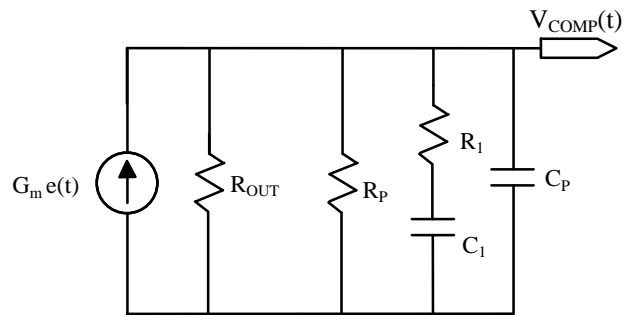 V_COMP(t)
G_m e(t)
R_OUT
R_P
R_1
C_1
C_P